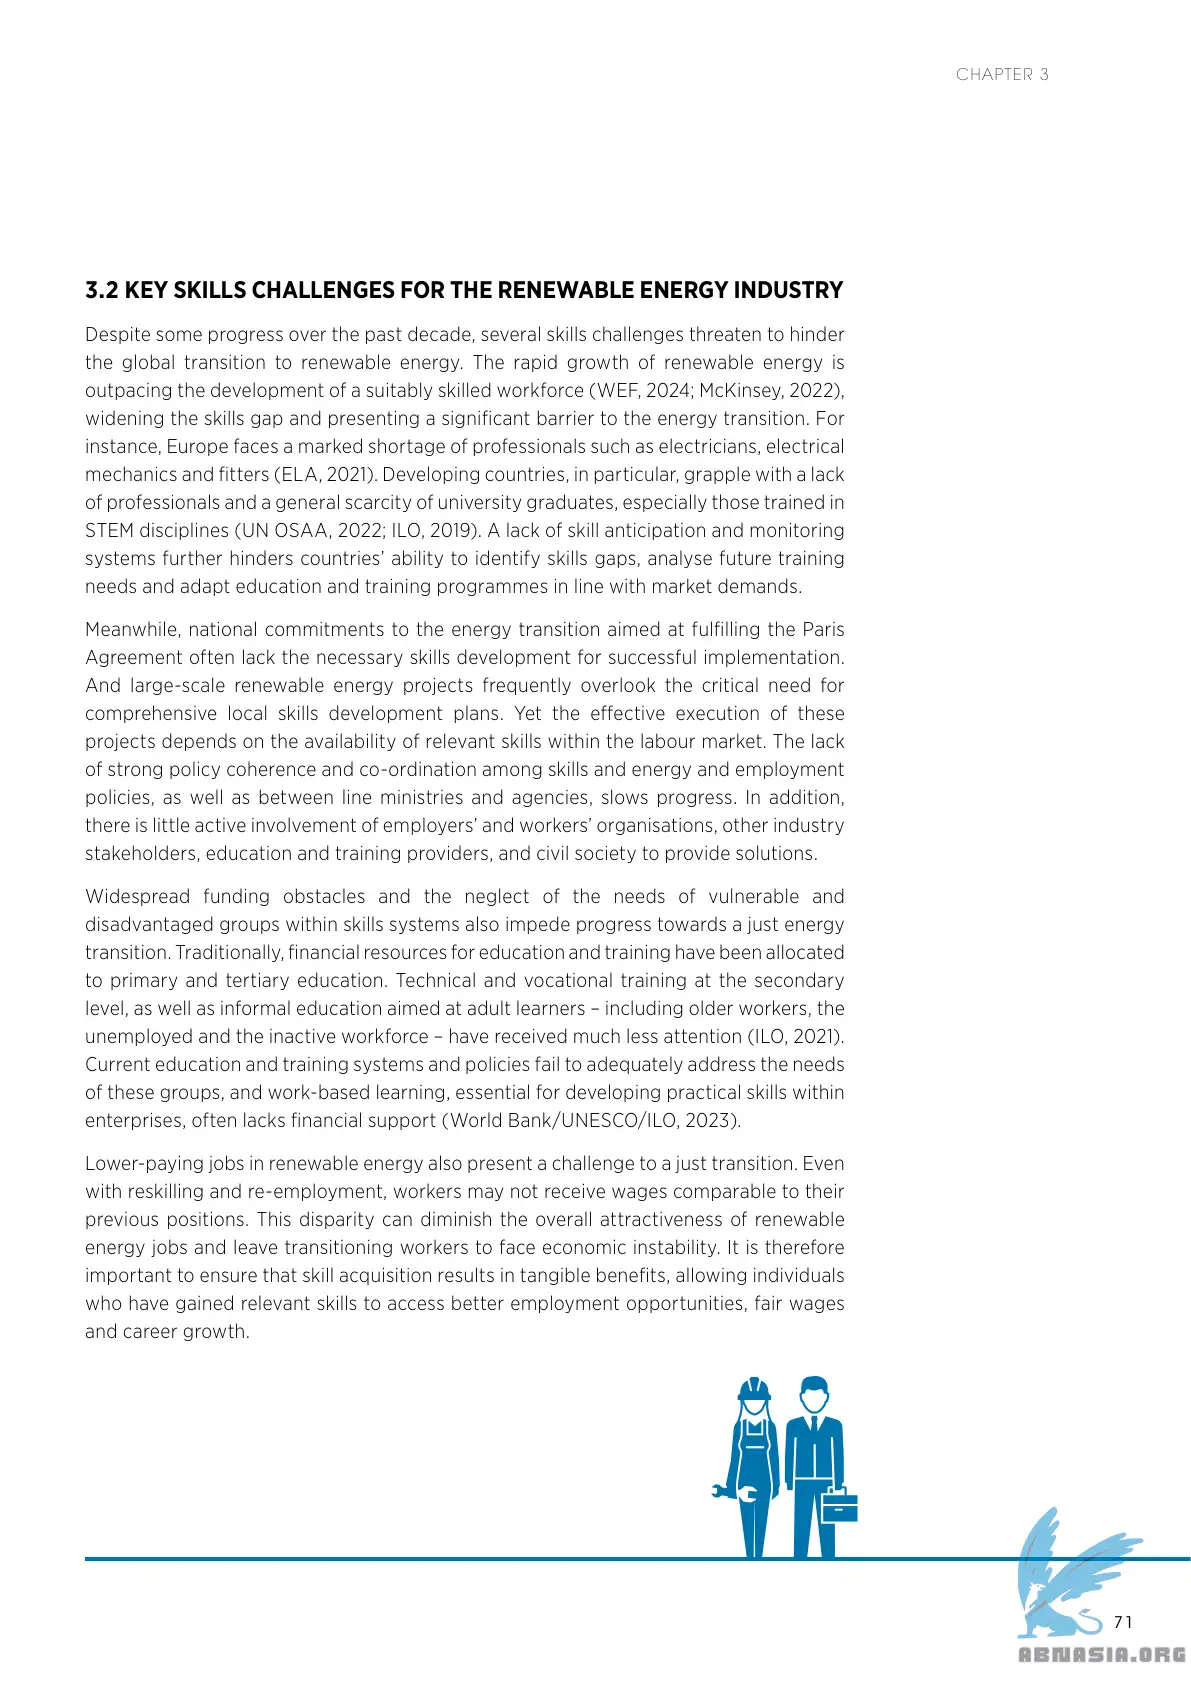 CHAPTER 3
3.2 KEY SKILLS CHALLENGES FOR THE RENEWABLE ENERGY INDUSTRY
Despite some progress over the past decade, several skills challenges threaten to hinder
the global transition to renewable energy. The rapid growth of renewable energy is
outpacing the development of a suitably skilled workforce (WEF, 2024; McKinsey, 2022),
widening the skills gap and presenting a significant barrier to the energy transition. For
instance, Europe faces a marked shortage of professionals such as electricians, electrical
mechanics and fitters (ELA, 2021). Developing countries, in particular, grapple with a lack
of professionals and a general scarcity of university graduates, especially those trained in
STEM disciplines (UN OSAA, 2022; ILO, 2019). A lack of skill anticipation and monitoring
systems further hinders countries’ ability to identify skills gaps, analyse future training
needs and adapt education and training programmes in line with market demands.
Meanwhile, national commitments to the energy transition aimed at fulfilling the Paris
Agreement often lack the necessary skills development for successful implementation.
And large-scale renewable energy projects frequently overlook the critical need for
comprehensive local skills development plans. Yet the effective execution of these
projects depends on the availability of relevant skills within the labour market. The lack
of strong policy coherence and co-ordination among skills and energy and employment
policies, as well as between line ministries and agencies, slows progress. In addition,
there is little active involvement of employers’ and workers’ organisations, other industry
stakeholders, education and training providers, and civil society to provide solutions.
Widespread funding obstacles and the neglect of the needs of vulnerable and
disadvantaged groups within skills systems also impede progress towards a just energy
transition. Traditionally, financial resources for education and training have been allocated
to primary and tertiary education. Technical and vocational training at the secondary
level, as well as informal education aimed at adult learners – including older workers, the
unemployed and the inactive workforce – have received much less attention (ILO, 2021).
Current education and training systems and policies fail to adequately address the needs
of these groups, and work-based learning, essential for developing practical skills within
enterprises, often lacks financial support (World Bank/UNESCO/ILO, 2023).
Lower-paying jobs in renewable energy also present a challenge to a just transition. Even
with reskilling and re-employment, workers may not receive wages comparable to their
previous positions. This disparity can diminish the overall attractiveness of renewable
energy jobs and leave transitioning workers to face economic instability. It is therefore
important to ensure that skill acquisition results in tangible benefits, allowing individuals
who have gained relevant skills to access better employment opportunities, fair wages
and career growth.
71
ABNASIA.ORG